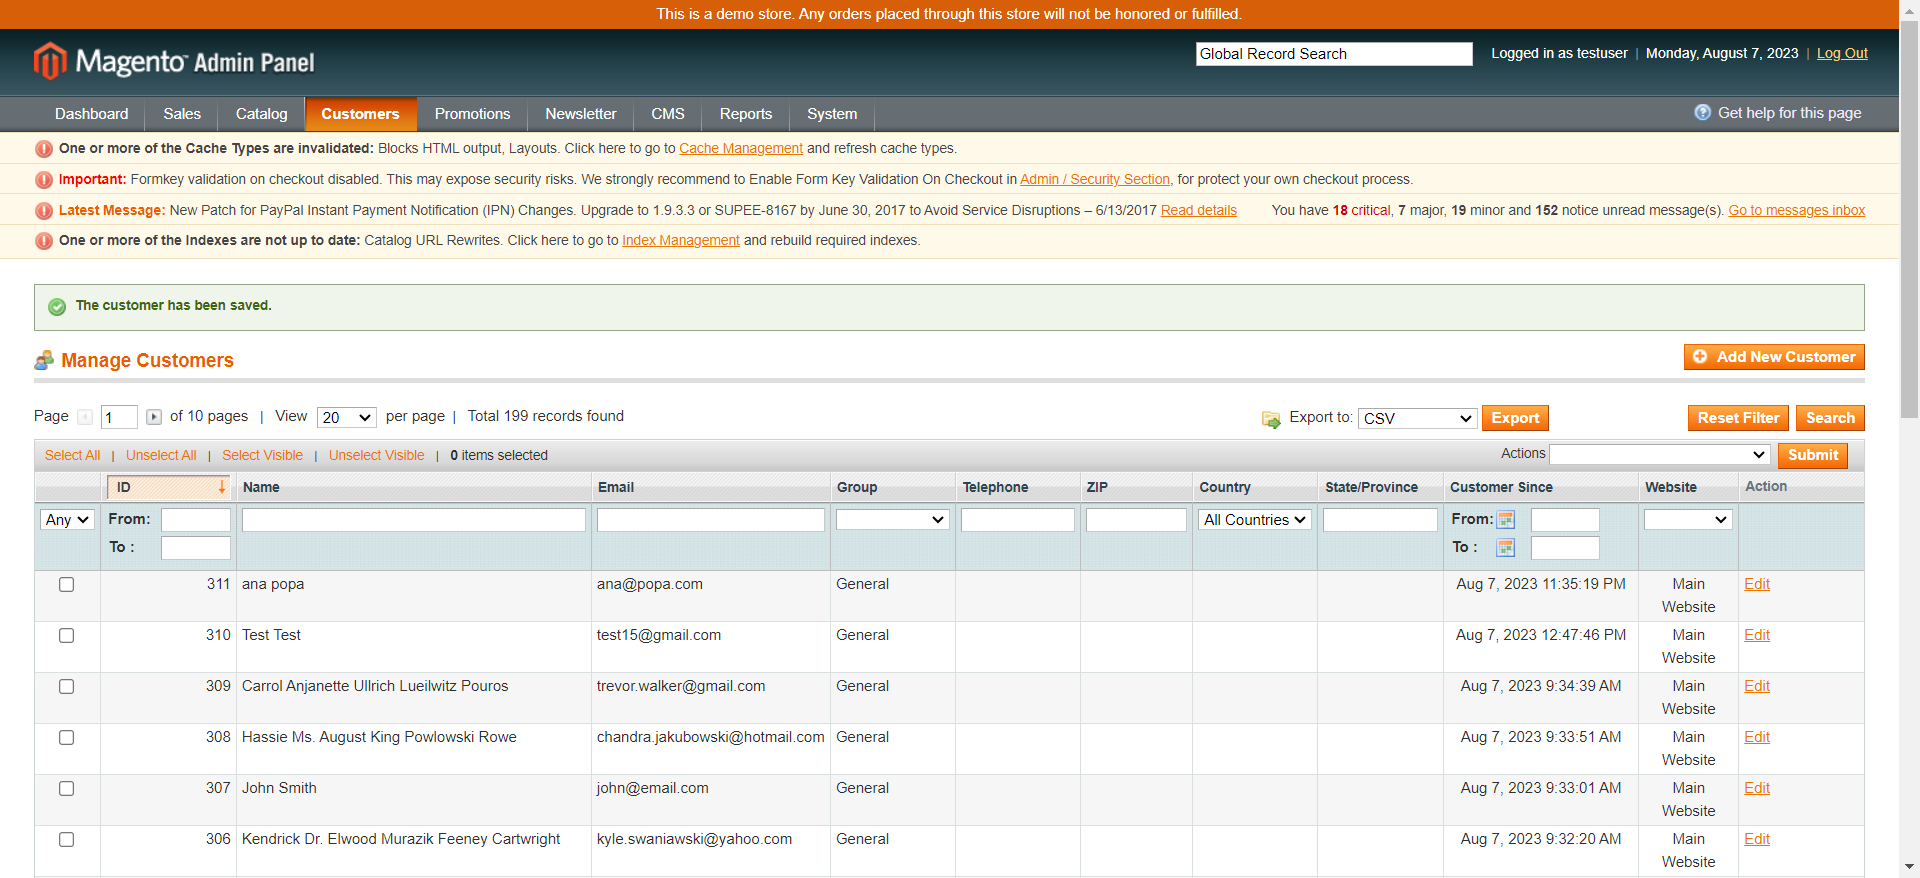 This is a demo store. Any orders placed through this store will not be honored or fulfilled.
Magento™ Admin Panel
Global Record Search
Logged in as testuser | Monday, August 7, 2023 | Log Out
Dashboard Sales Catalog Customers Promotions Newsletter CMS Reports System
Get help for this page
One or more of the Cache Types are invalidated: Blocks HTML output, Layouts. Click here to go to Cache Management and refresh cache types.
Important: Formkey validation on checkout disabled. This may expose security risks. We strongly recommend to Enable Form Key Validation On Checkout in Admin / Security Section, for protect your own checkout process.
Latest Message: New Patch for PayPal Instant Payment Notification (IPN) Changes. Upgrade to 1.9.3.3 or SUPEE-8167 by June 30, 2017 to Avoid Service Disruptions – 6/13/2017 Read details You have 18 critical, 7 major, 19 minor and 152 notice unread message(s). Go to messages inbox
One or more of the Indexes are not up to date: Catalog URL Rewrites. Click here to go to Index Management and rebuild required indexes.
The customer has been saved.
Manage Customers
Add New Customer
Page 1 of 10 pages | View 20 per page | Total 199 records found
Export to: CSV Export Reset Filter Search
Select All | Unselect All | Select Visible | Unselect Visible | 0 items selected
Actions Submit
ID Name Email Group Telephone ZIP Country State/Province Customer Since Website Action
Any From: All Countries From:
To : To :
311 ana popa ana@popa.com General Aug 7, 2023 11:35:19 PM Main Website Edit
310 Test Test test15@gmail.com General Aug 7, 2023 12:47:46 PM Main Website Edit
309 Carrol Anjanette Ullrich Lueilwitz Pouros trevor.walker@gmail.com General Aug 7, 2023 9:34:39 AM Main Website Edit
308 Hassie Ms. August King Powlowski Rowe chandra.jakubowski@hotmail.com General Aug 7, 2023 9:33:51 AM Main Website Edit
307 John Smith john@email.com General Aug 7, 2023 9:33:01 AM Main Website Edit
306 Kendrick Dr. Elwood Murazik Feeney Cartwright kyle.swaniawski@yahoo.com General Aug 7, 2023 9:32:20 AM Main Website Edit